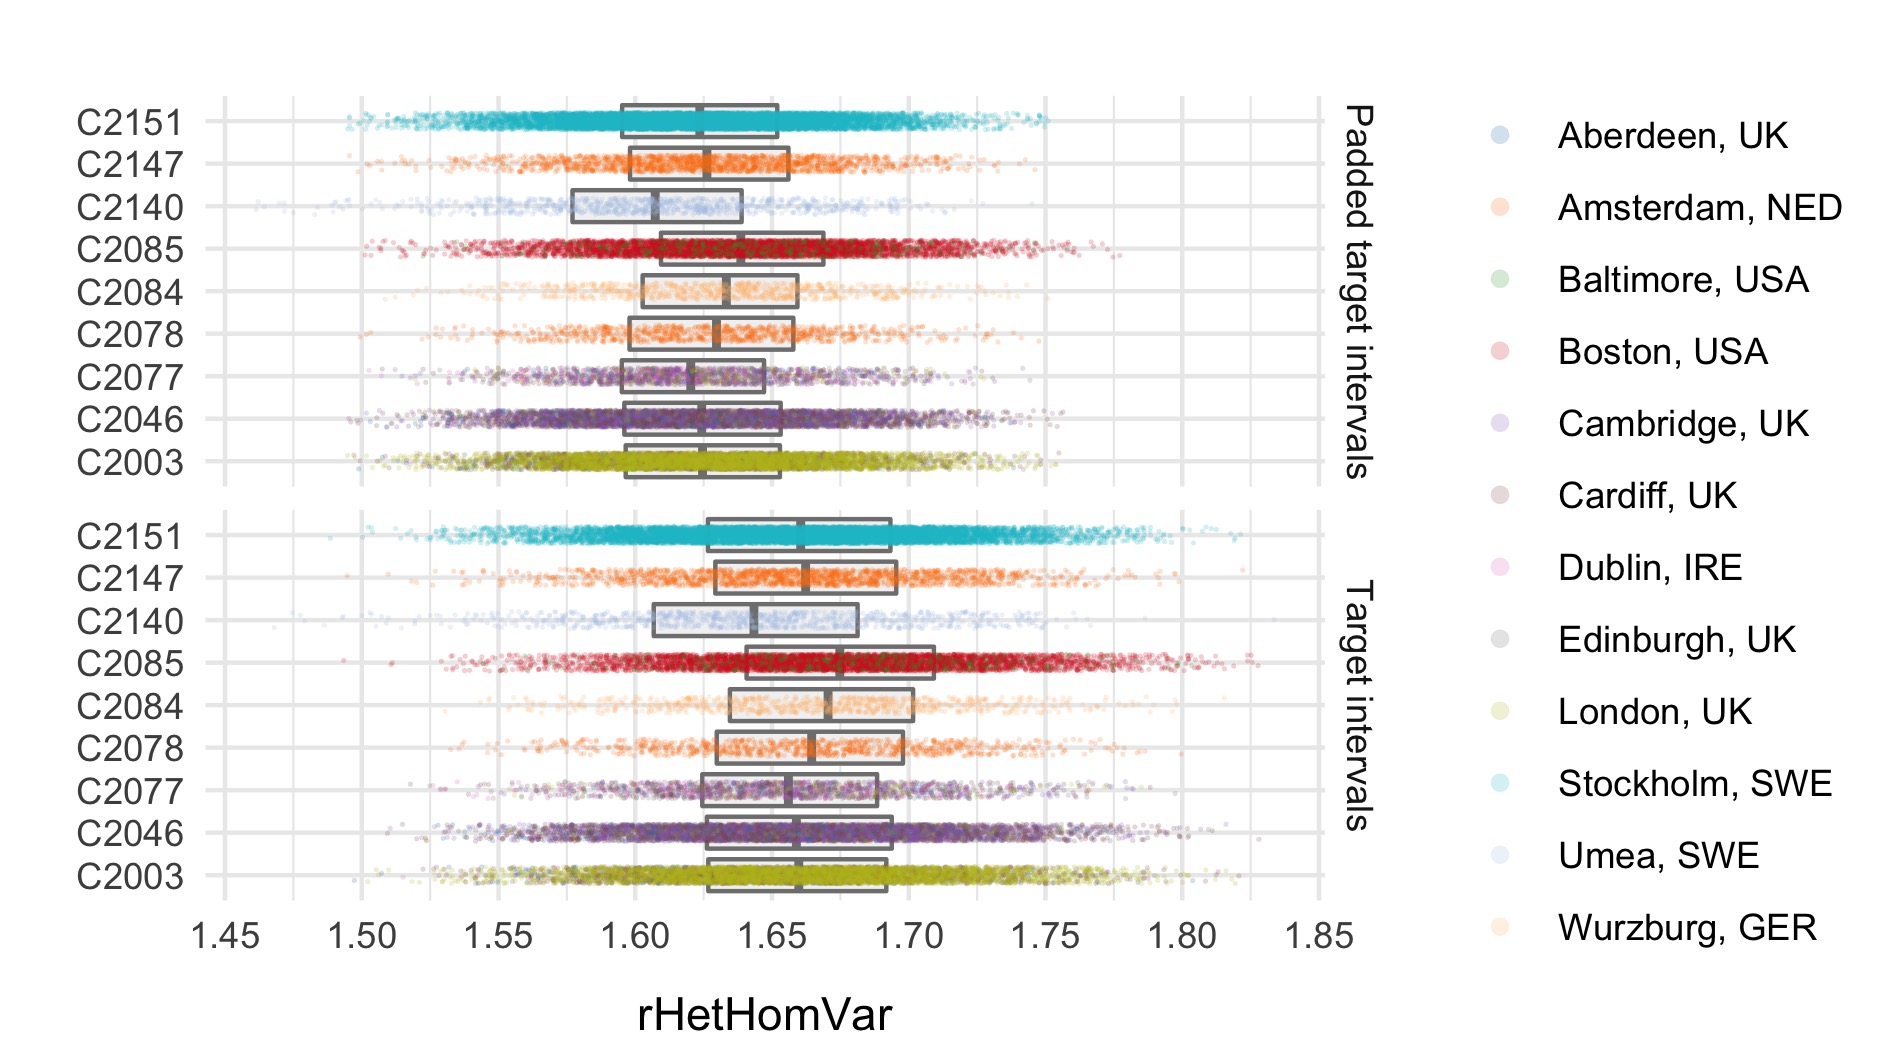 C2151
C2147
C2140
C2085
C2084
C2078
C2077
C2046
C2003
Padded target intervals
C2151
C2147
C2140
C2085
C2084
C2078
C2077
C2046
C2003
Target intervals
1.45 1.50 1.55 1.60 1.65 1.70 1.75 1.80 1.85
rHetHomVar
Aberdeen, UK
Amsterdam, NED
Baltimore, USA
Boston, USA
Cambridge, UK
Cardiff, UK
Dublin, IRE
Edinburgh, UK
London, UK
Stockholm, SWE
Umea, SWE
Wurzburg, GER